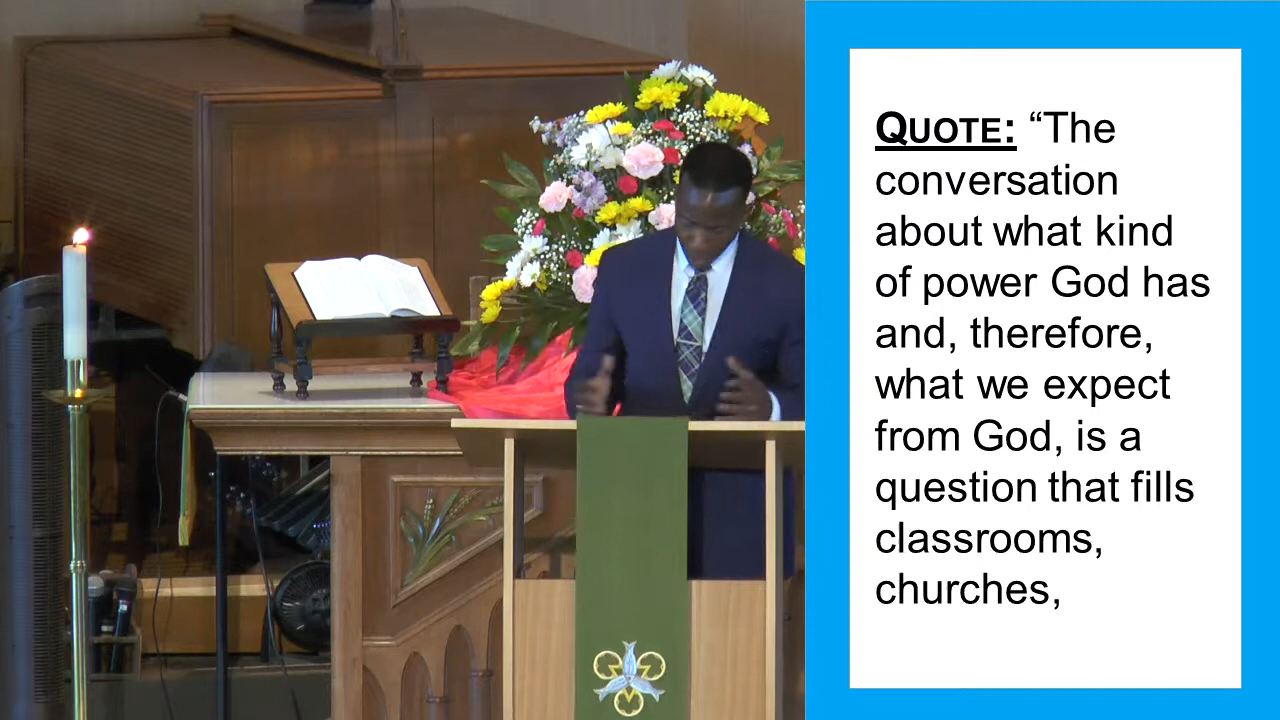 QUOTE: “The
conversation
about what kind
of power God has
and, therefore,
what we expect
from God, is a
question that fills
classrooms,
churches,